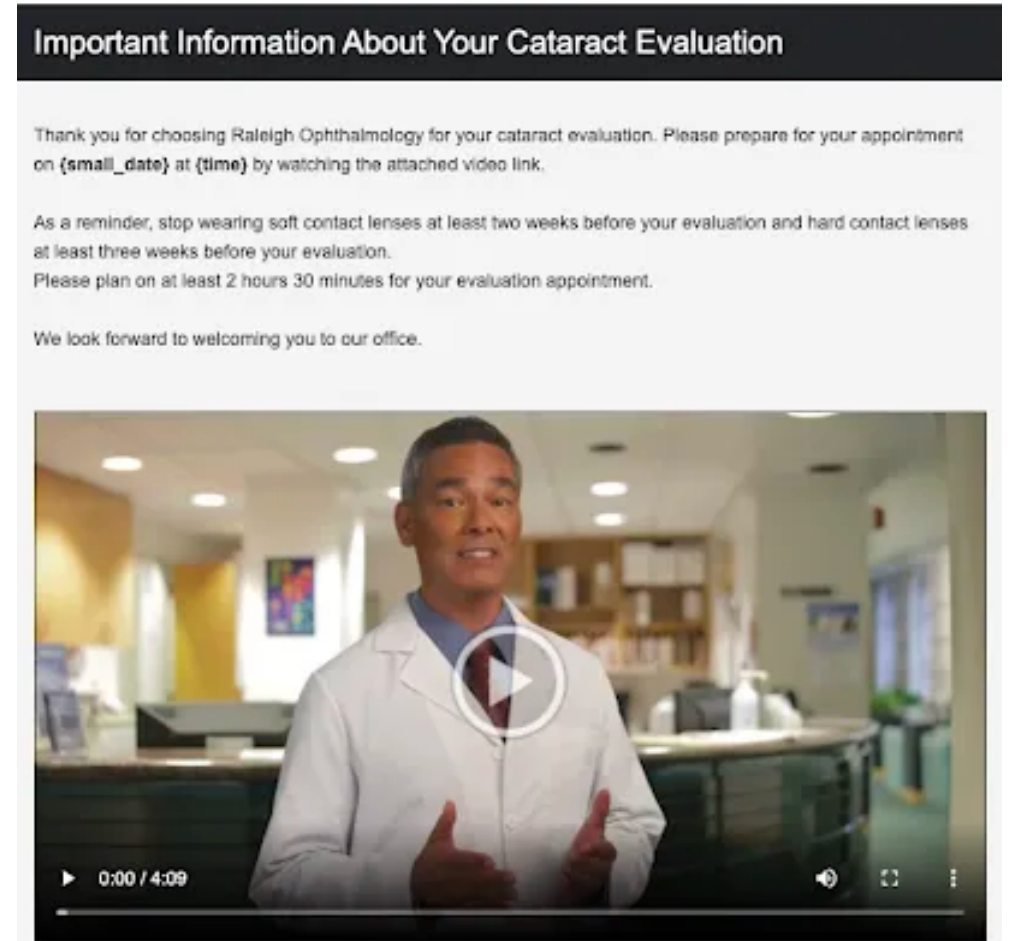 Important Information About Your Cataract Evaluation
Thank you for choosing Raleigh Ophthalmology for your cataract evaluation. Please prepare for your appointment
on {small_date} at {time} by watching the attached video link.
As a reminder, stop wearing soft contact lenses at least two weeks before your evaluation and hard contact lenses
at least three weeks before your evaluation.
Please plan on at least 2 hours 30 minutes for your evaluation appointment.
We look forward to welcoming you to our office.
0:00 / 4:09